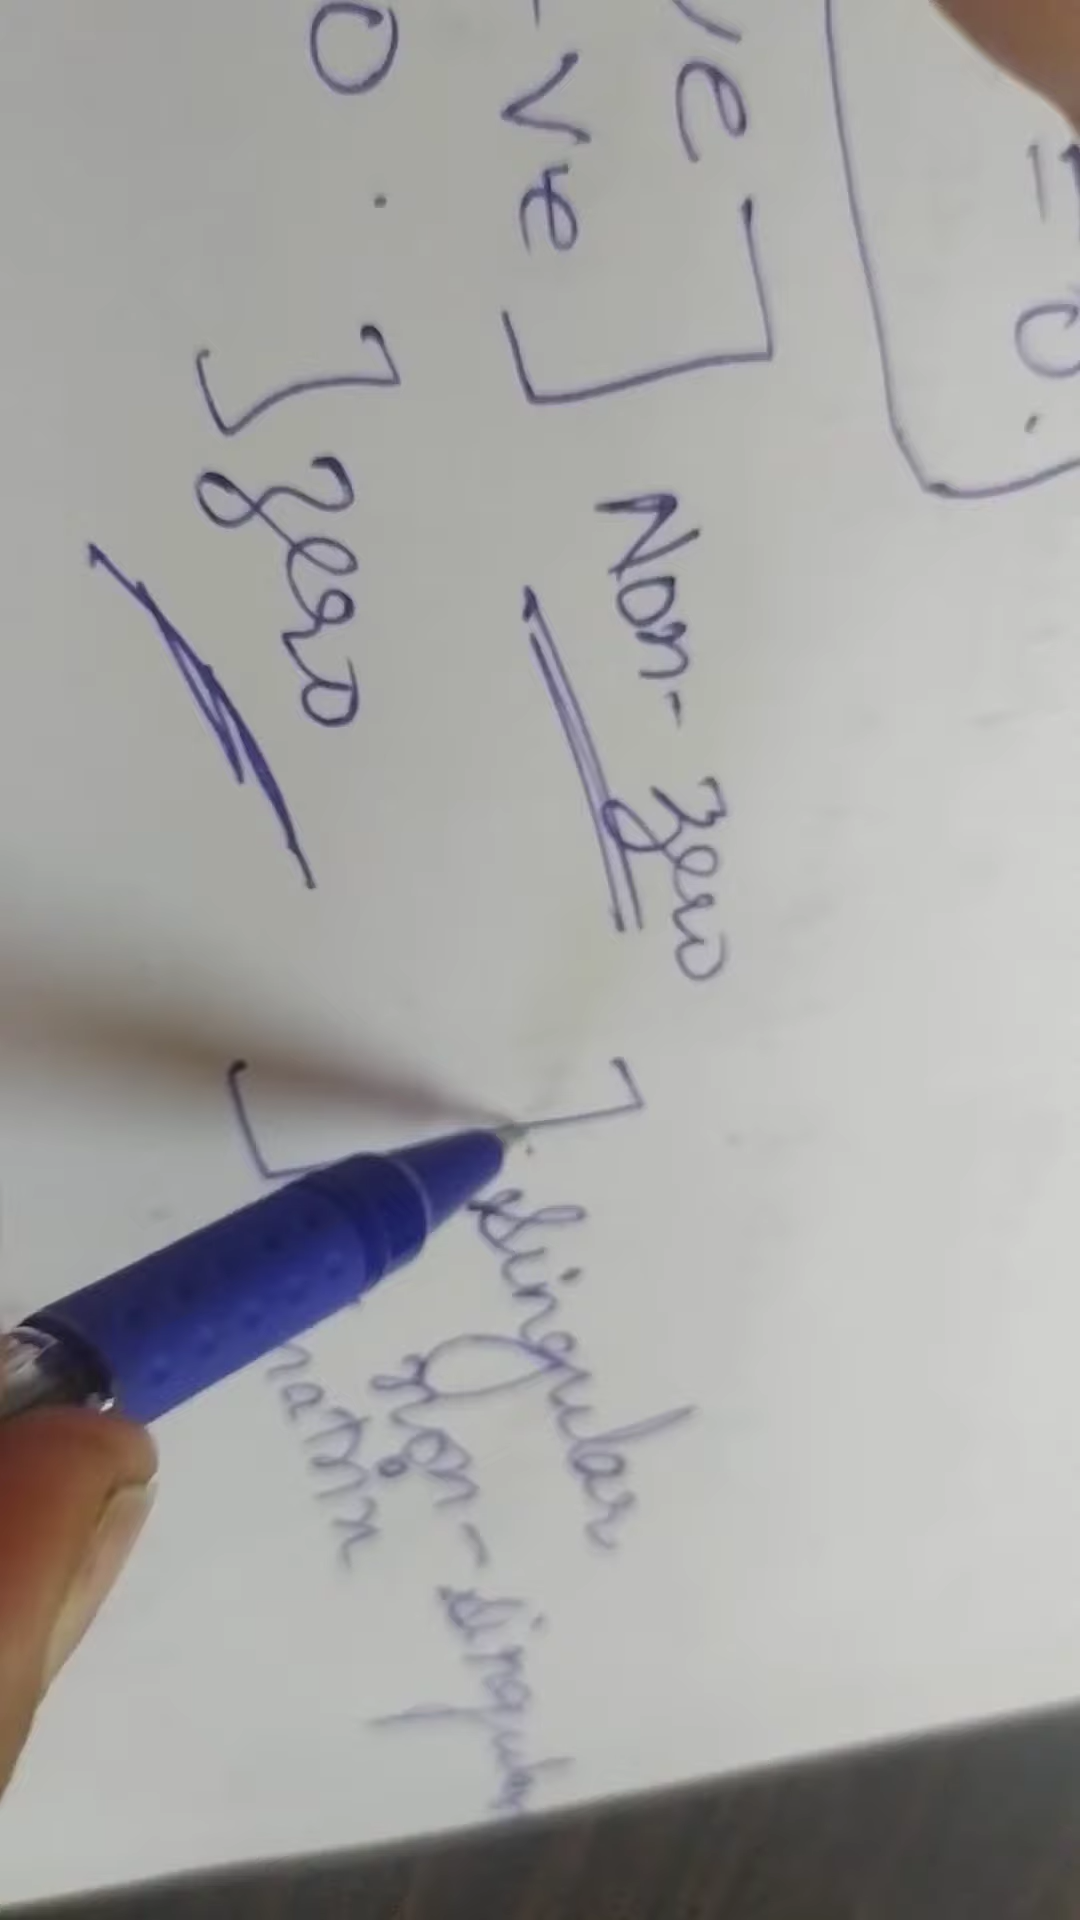 = 0.
ve ] Non-zero
-ve
0. ] zero
] singular
non-singular
matrix